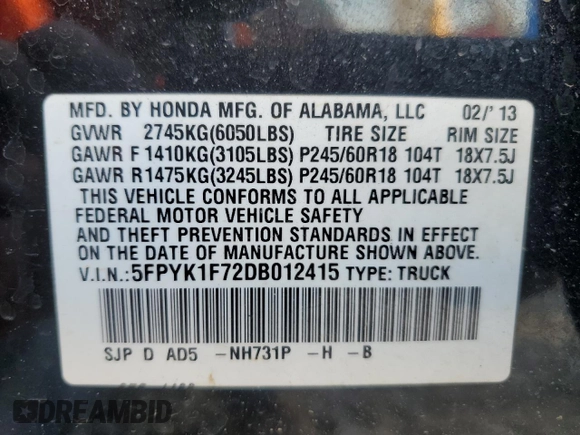 MFD. BY HONDA MFG. OF ALABAMA, LLC 02/'13
GVWR 2745KG(6050LBS) TIRE SIZE RIM SIZE
GAWR F 1410KG(3105LBS) P245/60R18 104T 18X7.5J
GAWR R1475KG(3245LBS) P245/60R18 104T 18X7.5J
THIS VEHICLE CONFORMS TO ALL APPLICABLE
FEDERAL MOTOR VEHICLE SAFETY
AND THEFT PREVENTION STANDARDS IN EFFECT
ON THE DATE OF MANUFACTURE SHOWN ABOVE.
V.I.N.:5FPYK1F72DB012415 TYPE: TRUCK
SJP D AD5 -NH731P -H -B
DREAMBID